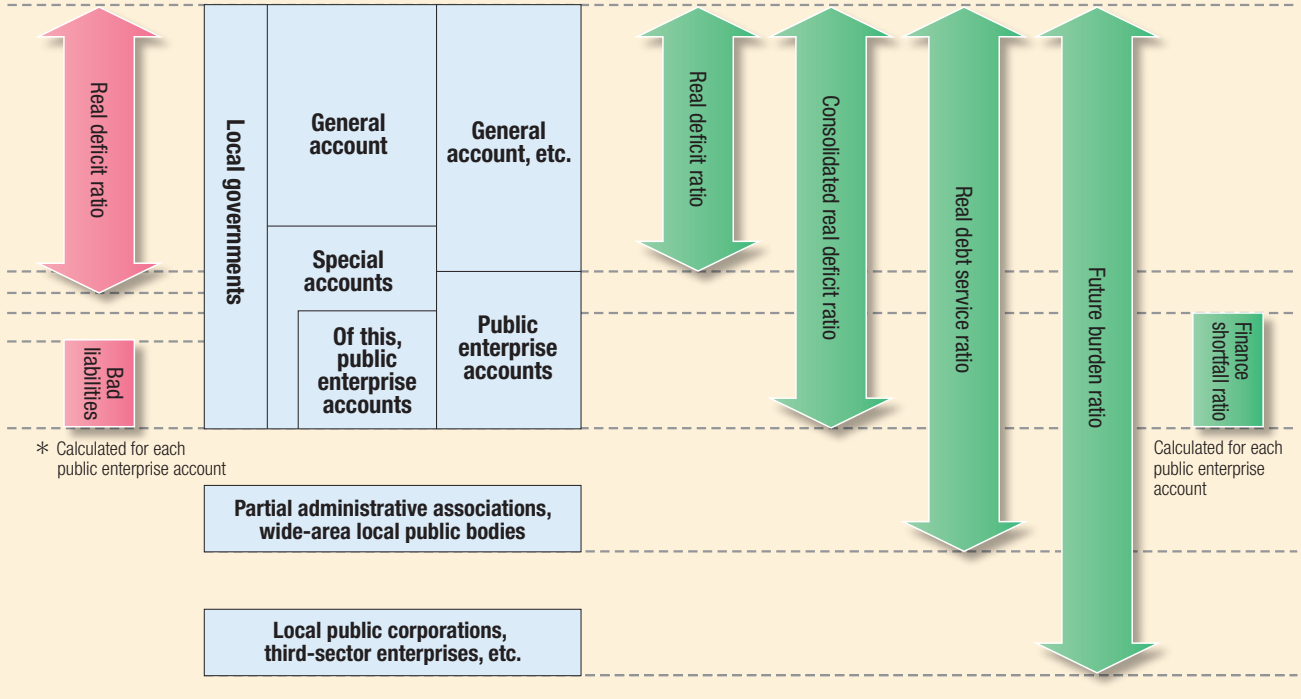 Real deficit ratio
Bad
liabilities
* Calculated for each
public enterprise account
Local governments
General
account
Special
accounts
Of this,
public
enterprise
accounts
General
account, etc.
Public
enterprise
accounts
Partial administrative associations,
wide-area local public bodies
Local public corporations,
third-sector enterprises, etc.
Real deficit ratio
Consolidated real deficit ratio
Real debt service ratio
Future burden ratio
Finance
shortfall ratio
Calculated for each
public enterprise
account